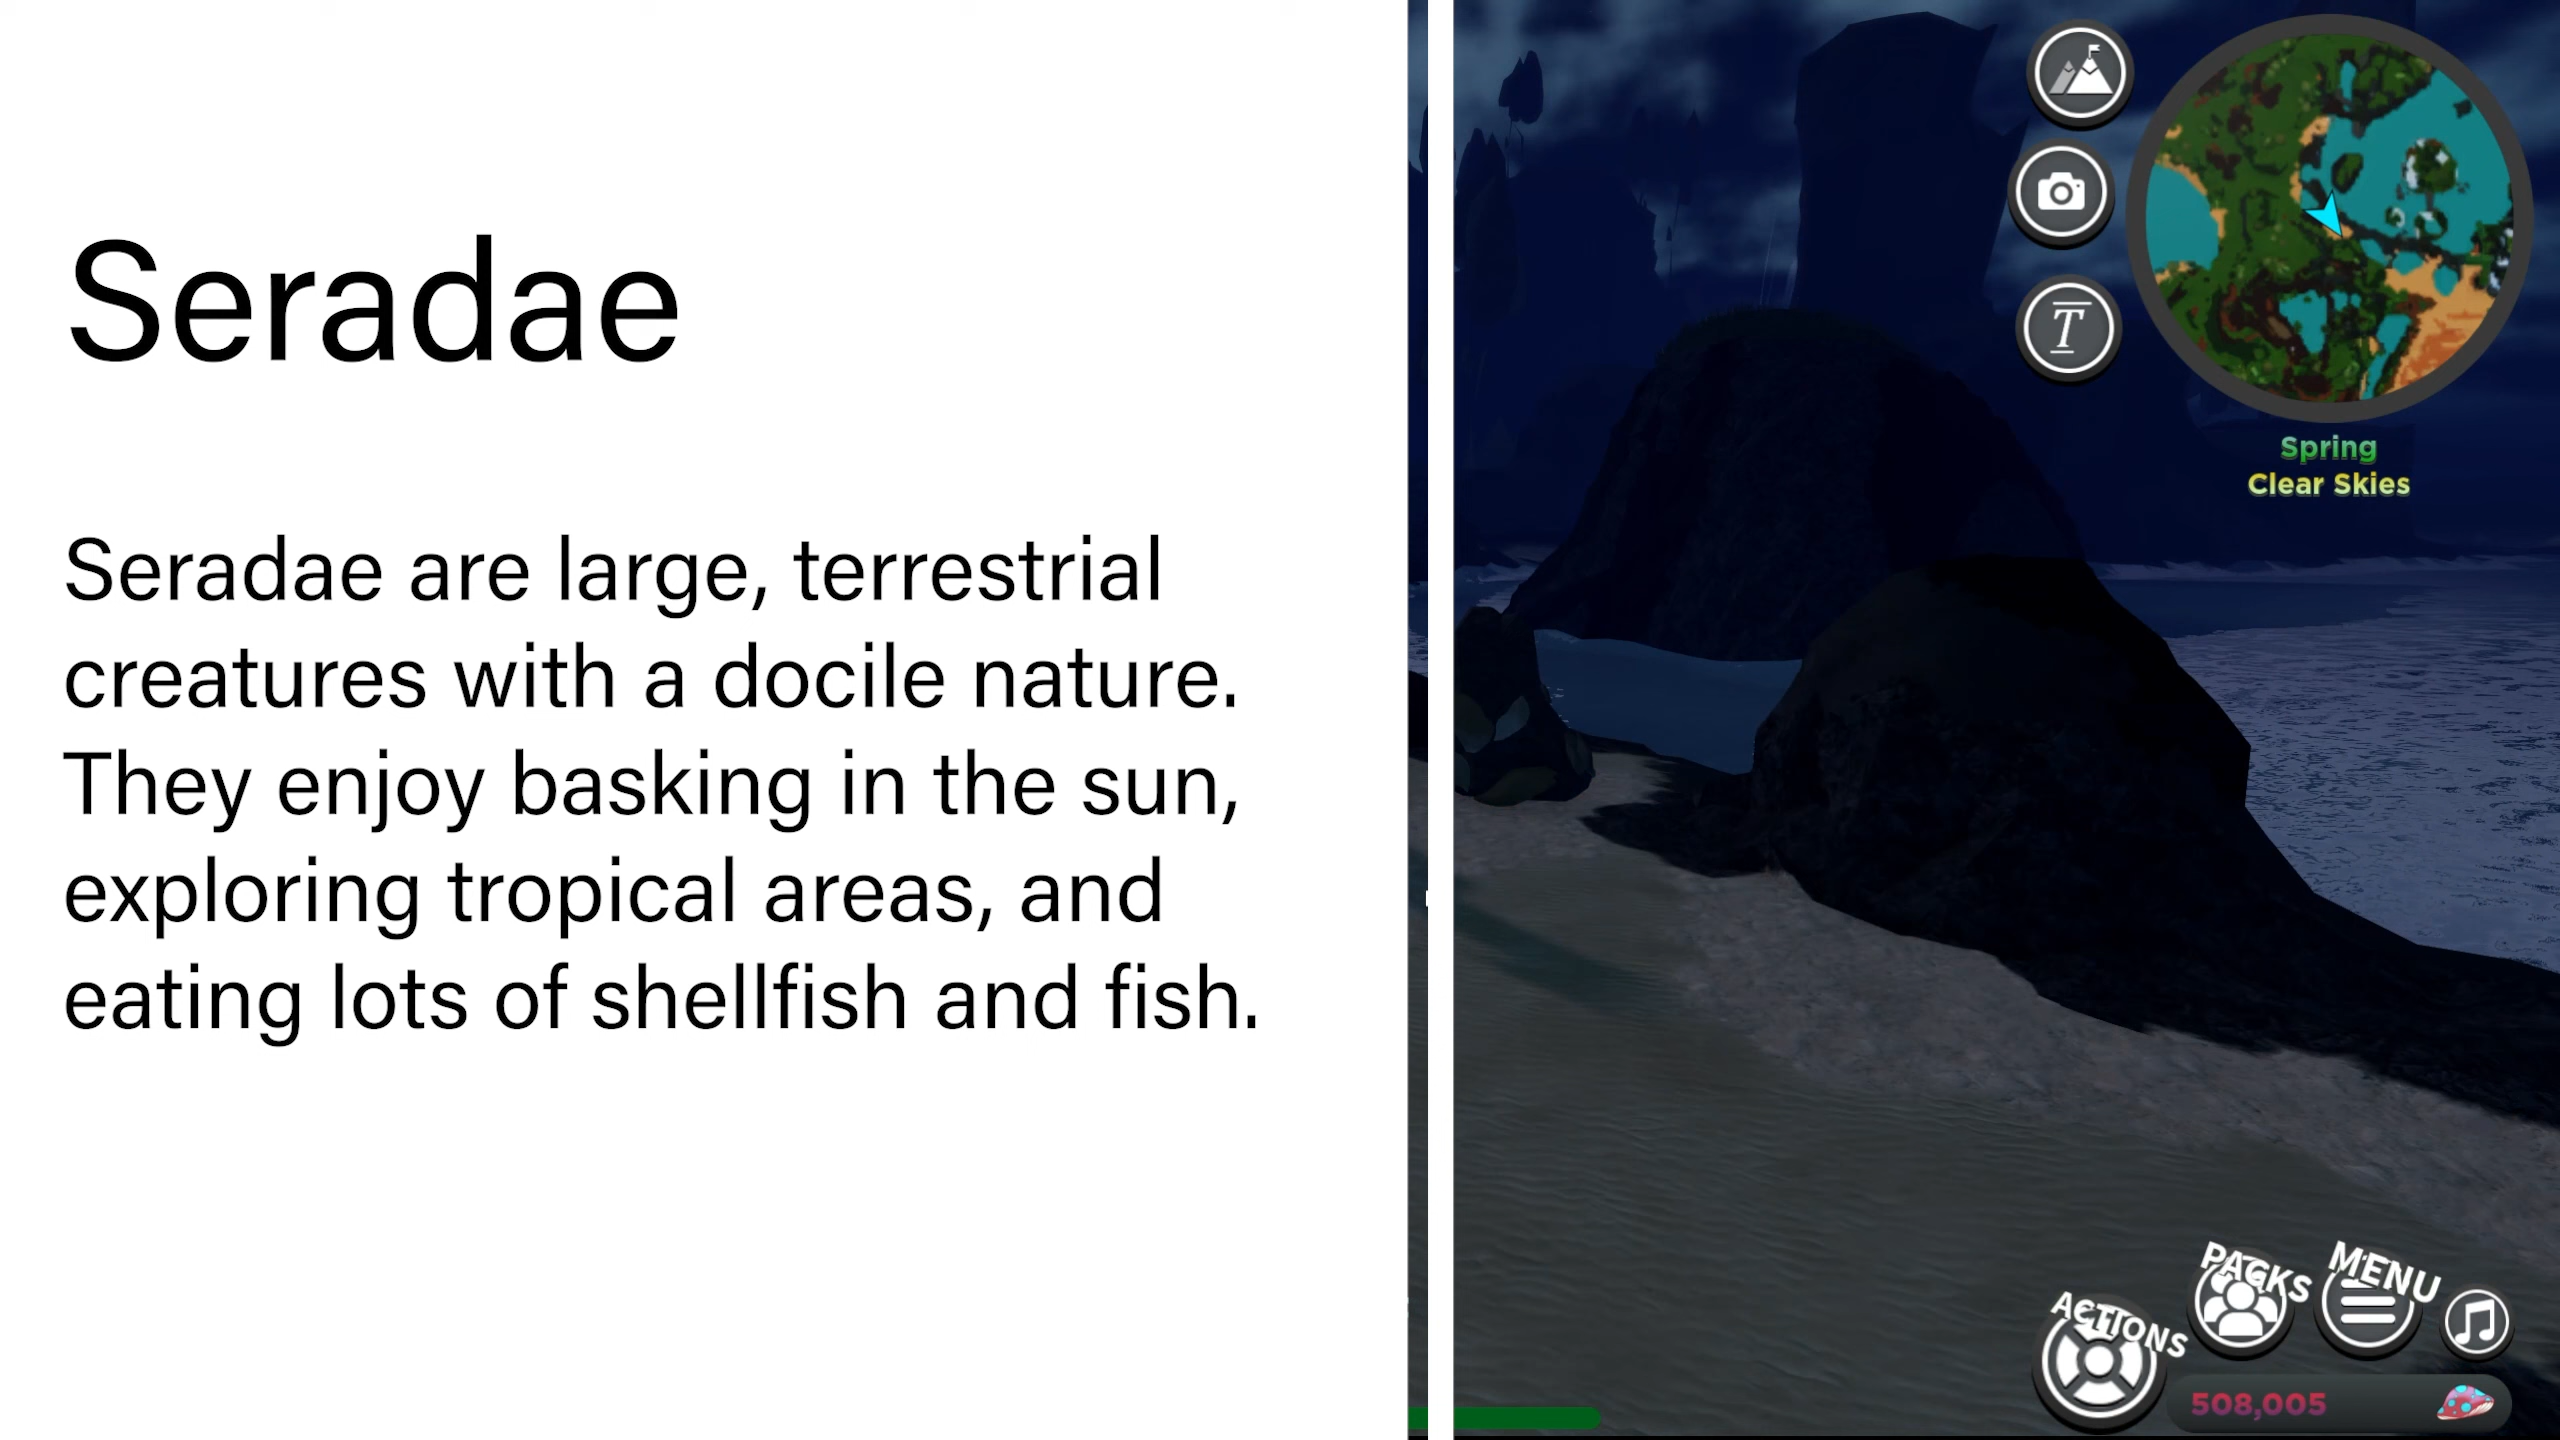 Seradae
Seradae are large, terrestrial
creatures with a docile nature.
They enjoy basking in the sun,
exploring tropical areas, and
eating lots of shellfish and fish.
T
Spring
Clear Skies
ACTIONS
PACKS
MENU
508,005